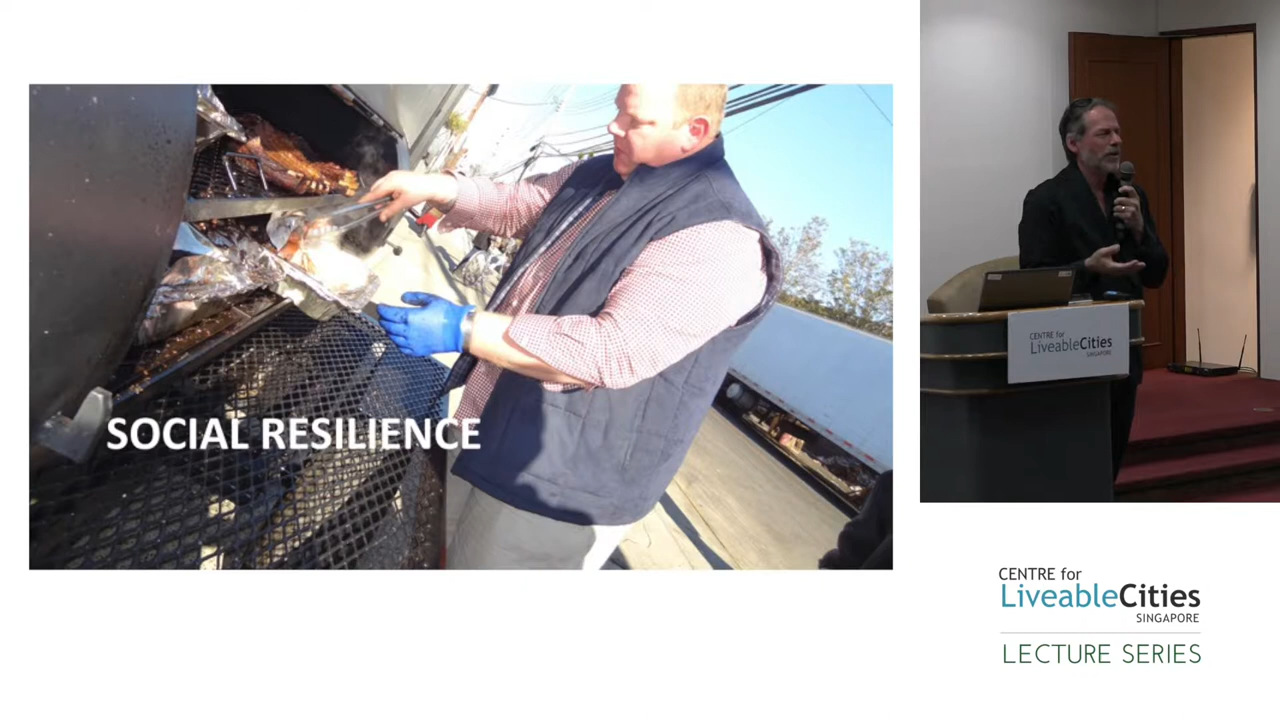 SOCIAL RESILIENCE
CENTRE for
LiveableCities
SINGAPORE
CENTRE for
LiveableCities
SINGAPORE
LECTURE SERIES